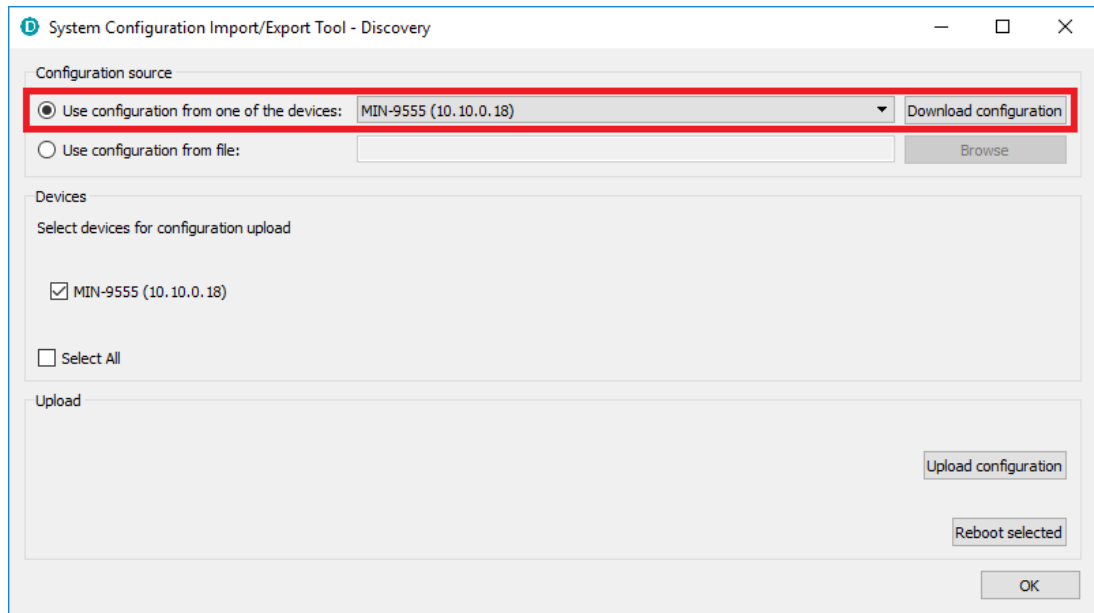 System Configuration Import/Export Tool - Discovery
Configuration source
Use configuration from one of the devices: MIN-9555 (10.10.0.18) Download configuration
Use configuration from file: Browse
Devices
Select devices for configuration upload
MIN-9555 (10.10.0.18)
Select All
Upload
Upload configuration
Reboot selected
OK